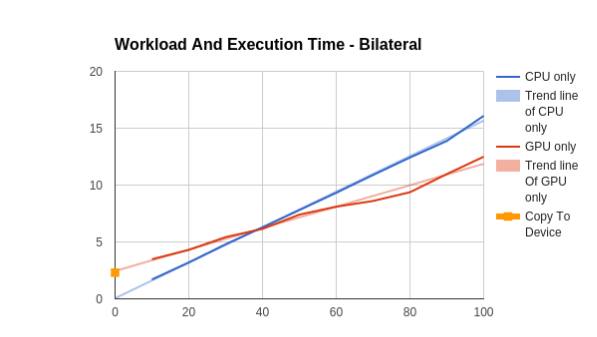 Workload And Execution Time - Bilateral
20
15
10
5
0
0 20 40 60 80 100
CPU only
Trend line
of CPU
only
GPU only
Trend line
Of GPU
only
Copy To
Device